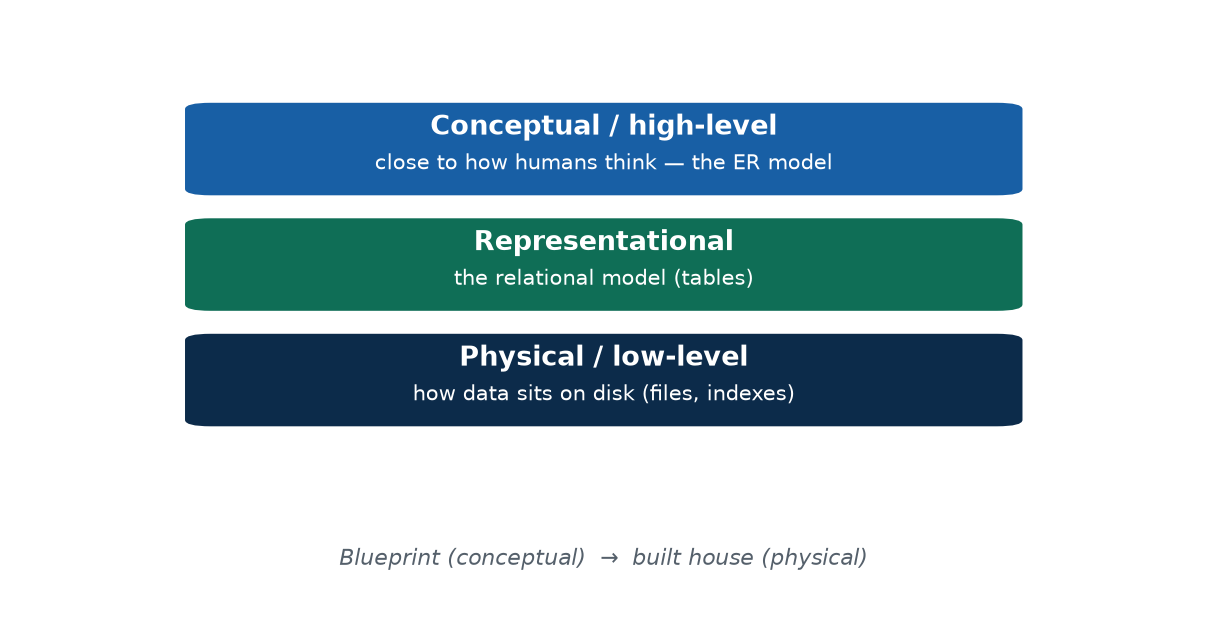 Conceptual / high-level
close to how humans think — the ER model
Representational
the relational model (tables)
Physical / low-level
how data sits on disk (files, indexes)
Blueprint (conceptual) → built house (physical)